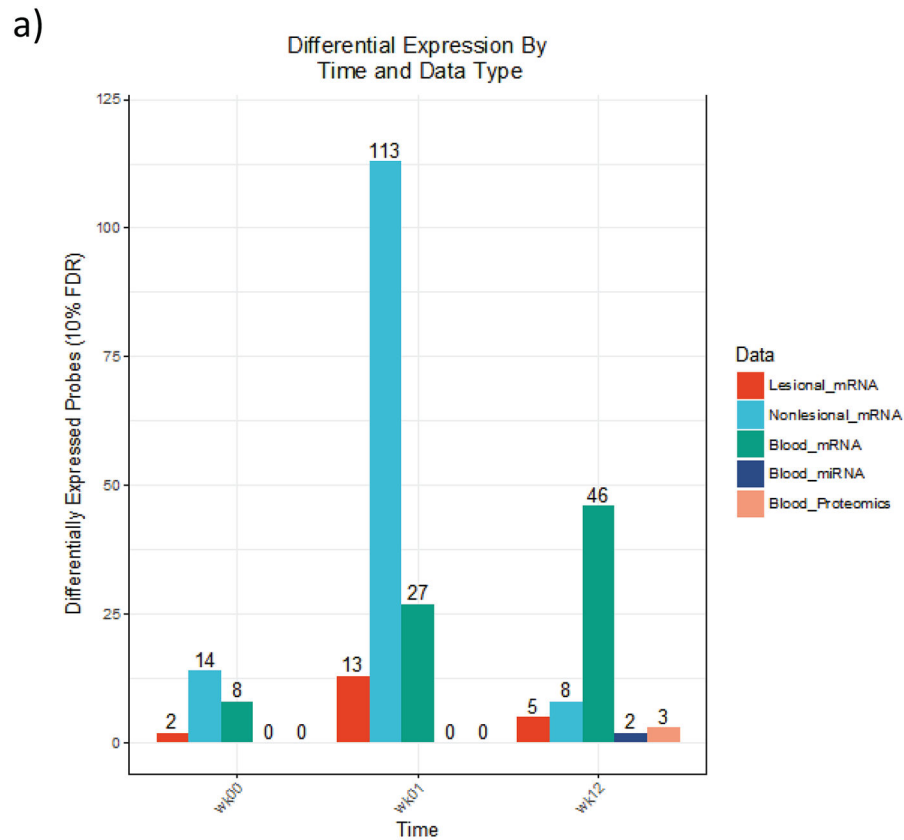 a)
Differential Expression By
Time and Data Type
Differentially Expressed Probes (10% FDR)
125
100
75
50
25
0
2
14
8
0
0
13
113
27
0
0
5
8
46
2
3
wk00
wk01
wk12
Time
Data
Lesional_mRNA
Nonlesional_mRNA
Blood_mRNA
Blood_miRNA
Blood_Proteomics